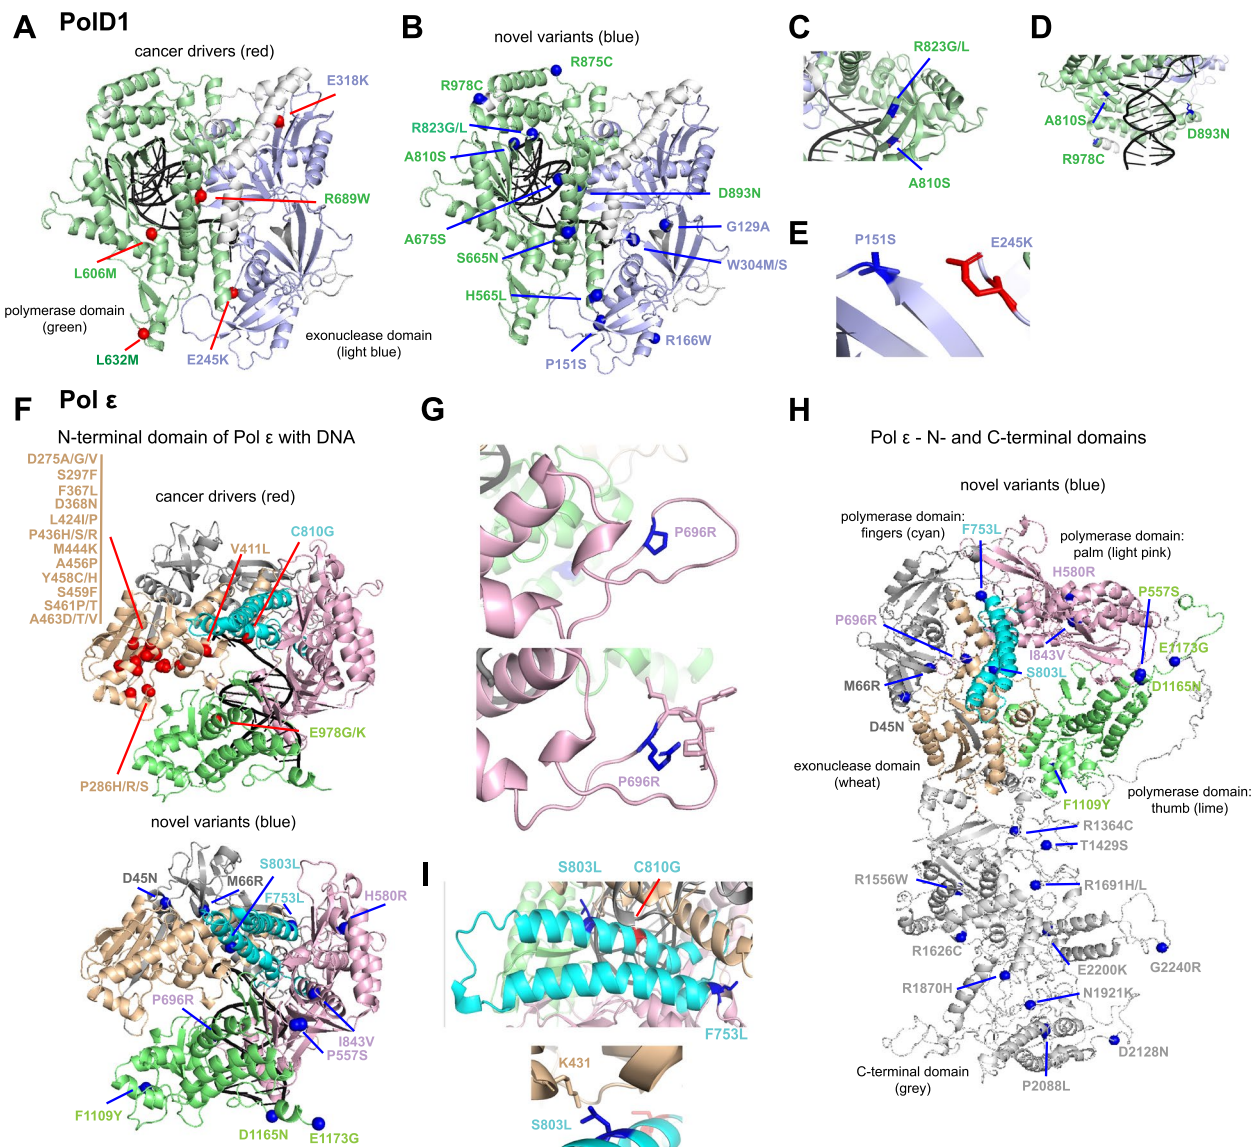 A PolD1
cancer drivers (red)
E318K
R689W
L606M
polymerase domain
(green)
L632M
E245K
exonuclease domain
(light blue)
B
novel variants (blue)
R875C
R978C
R823G/L
A810S
D893N
A675S
G129A
S665N
W304M/S
H565L
R166W
P151S
C
R823G/L
A810S
D
A810S
D893N
R978C
E
P151S
E245K
F Pol ε
N-terminal domain of Pol ε with DNA
D275A/G/V
S297F
F367L
D368N
L424I/P
P436H/S/R
M444K
A456P
Y458C/H
S459F
S461P/T
A463D/T/V
cancer drivers (red)
C810G
V411L
E978G/K
P286H/R/S
novel variants (blue)
S803L
D45N
M66R
F753L
H580R
P696R
I843V
P557S
F1109Y
D1165N
E1173G
G
P696R
P696R
I
S803L
C810G
F753L
K431
S803L
H
Pol ε - N- and C-terminal domains
novel variants (blue)
polymerase domain:
fingers (cyan)
F753L
polymerase domain:
palm (light pink)
H580R
P557S
P696R
I843V
E1173G
M66R
S803L
D1165N
D45N
exonuclease domain
(wheat)
F1109Y
polymerase domain:
thumb (lime)
R1364C
T1429S
R1556W
R1691H/L
R1626C
E2200K
G2240R
R1870H
N1921K
D2128N
C-terminal domain
(grey)
P2088L